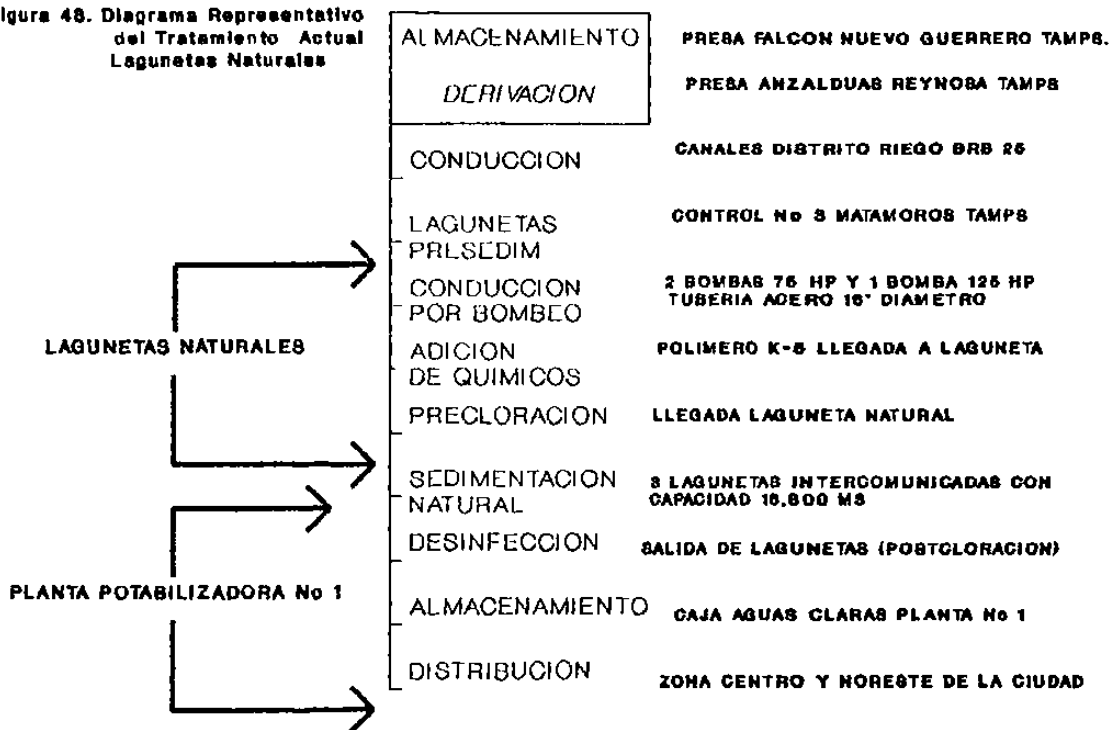 igura 48. Diagrama Representativo
del Tratamiento Actual
Lagunetas Naturales
ALMACENAMIENTO
PRESA FALCON NUEVO GUERRERO TAMPS.
DERIVACION
PRESA ANZALDUAS REYNOSA TAMPS
CONDUCCION
CANALES DISTRITO RIEGO BRB 25
LAGUNETAS
PRESEDIM
CONTROL No 3 MATAMOROS TAMPS
CONDUCCION
POR BOMBEO
2 BOMBAS 75 HP Y 1 BOMBA 125 HP
TUBERIA ACERO 16" DIAMETRO
LAGUNETAS NATURALES
ADICION
DE QUIMICOS
POLIMERO LLEGADA A LAGUNETA
PRECLORACION
LLEGADA LAGUNETA NATURAL
SEDIMENTACION
NATURAL
3 LAGUNETAS INTERCOMUNICADAS CON
CAPACIDAD M3
DESINFECCION
SALIDA DE LAGUNETAS (POSTCLORACION)
PLANTA POTABILIZADORA No 1
ALMACENAMIENTO
CAJA AGUAS CLARAS PLANTA No 1
DISTRIBUCION
ZONA CENTRO Y NORESTE DE LA CIUDAD